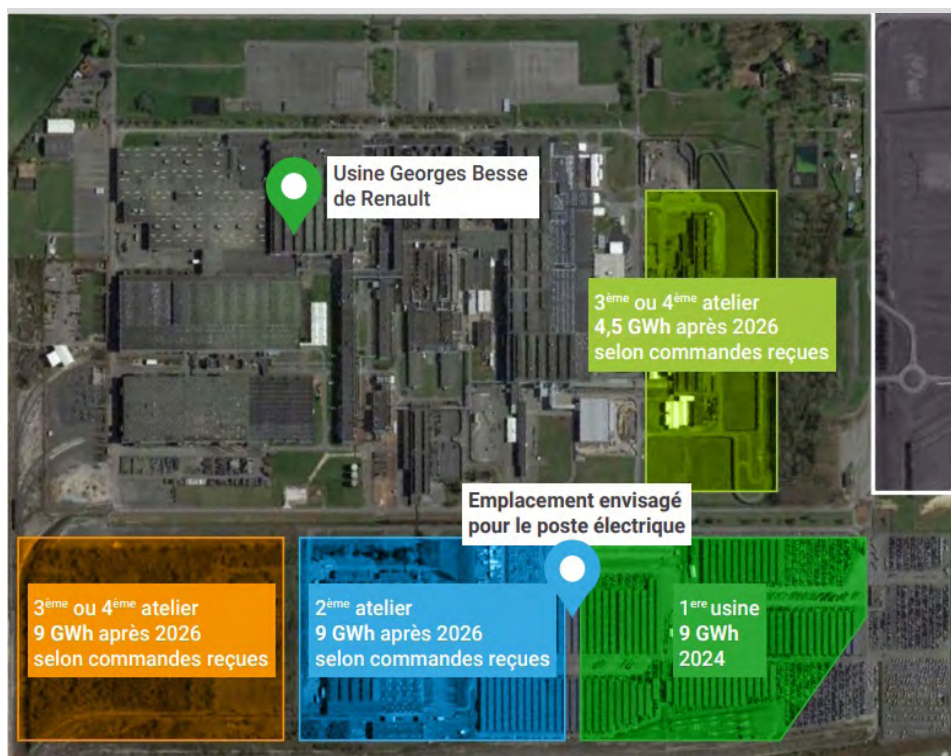 Usine Georges Besse
de Renault
3ème ou 4ème atelier
4,5 GWh après 2026
selon commandes reçues
Emplacement envisagé
pour le poste électrique
3ème ou 4ème atelier
9 GWh après 2026
selon commandes reçues
2ème atelier
9 GWh après 2026
selon commandes reçues
1ere usine
9 GWh
2024